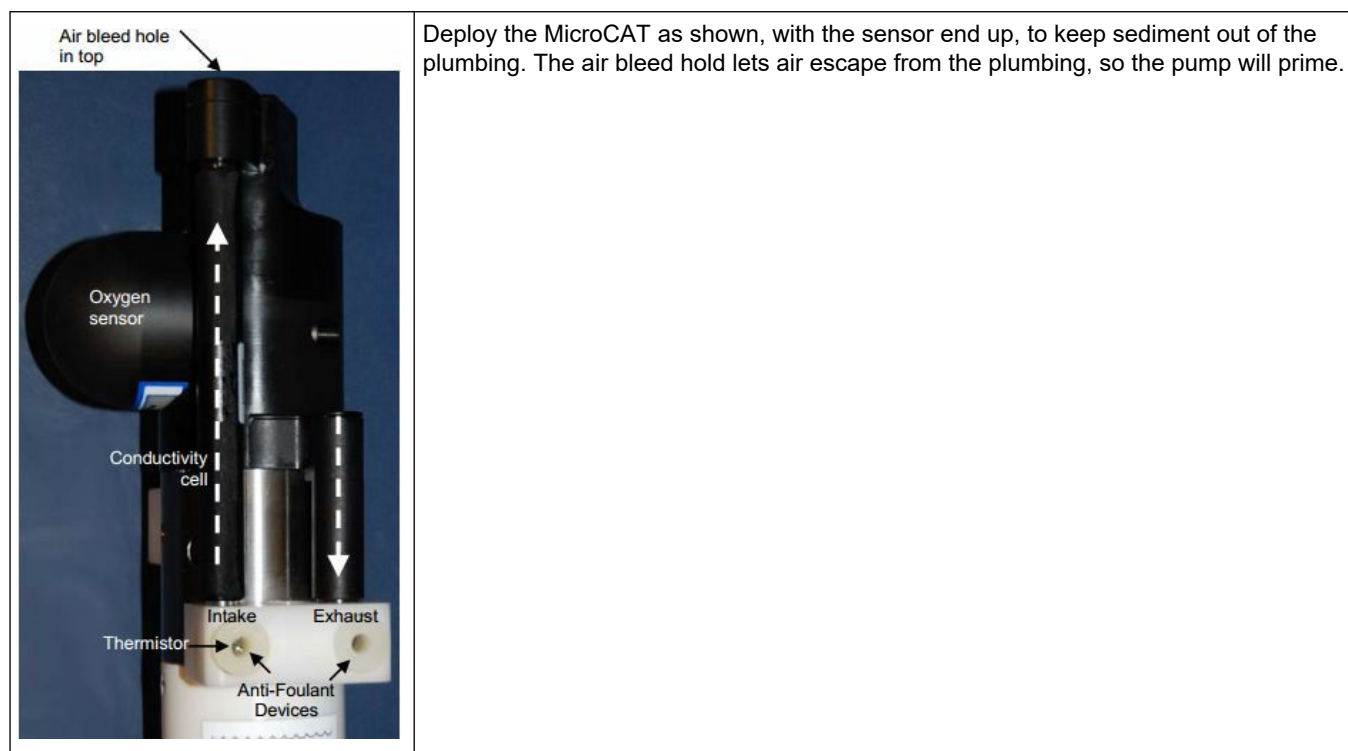 Air bleed hole
in top
Oxygen
sensor
Conductivity
cell
Intake
Exhaust
Thermistor
Anti-Foulant
Devices
Deploy the MicroCAT as shown, with the sensor end up, to keep sediment out of the
plumbing. The air bleed hold lets air escape from the plumbing, so the pump will prime.